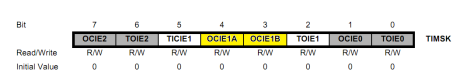 Bit 7 6 5 4 3 2 1 0
OCIE2 TOIE2 TICIE1 OCIE1A OCIE1B TOIE1 OCIE0 TOIE0 TIMSK
Read/Write R/W R/W R/W R/W R/W R/W R/W R/W
Initial Value 0 0 0 0 0 0 0 0